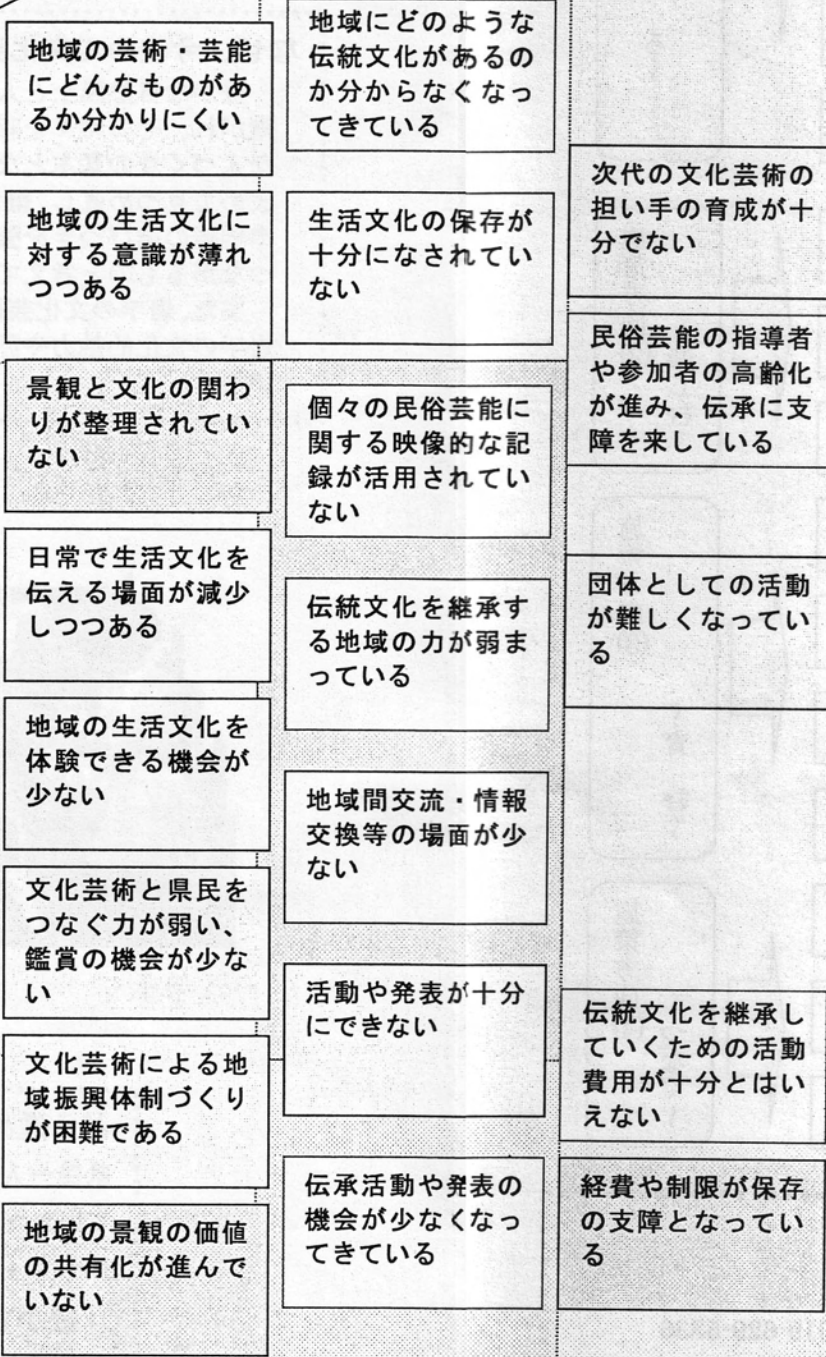 地域の芸術・芸能
にどんなものがあ
るか分かりにくい
地域の生活文化に
対する意識が薄れ
つつある
景観と文化の関わ
りが整理されてい
ない
日常で生活文化を
伝える場面が減少
しつつある
地域の生活文化を
体験できる機会が
少ない
文化芸術と県民を
つなぐ力が弱い、
鑑賞の機会が少な
い
文化芸術による地
域振興体制づくり
が困難である
地域の景観の価値
の共有化が進んで
いない
地域にどのような
伝統文化があるの
か分からなくなっ
てきている
生活文化の保存が
十分になされてい
ない
個々の民俗芸能に
関する映像的な記
録が活用されてい
ない
伝統文化を継承す
る地域の力が弱ま
っている
地域間交流・情報
交換等の場面が少
ない
活動や発表が十分
にできない
伝承活動や発表の
機会が少なくなっ
てきている
次代の文化芸術の
担い手の育成が十
分でない
民俗芸能の指導者
や参加者の高齢化
が進み、伝承に支
障を来している
団体としての活動
が難しくなってい
る
伝統文化を継承し
ていくための活動
費用が十分とはい
えない
経費や制限が保存
の支障となってい
る